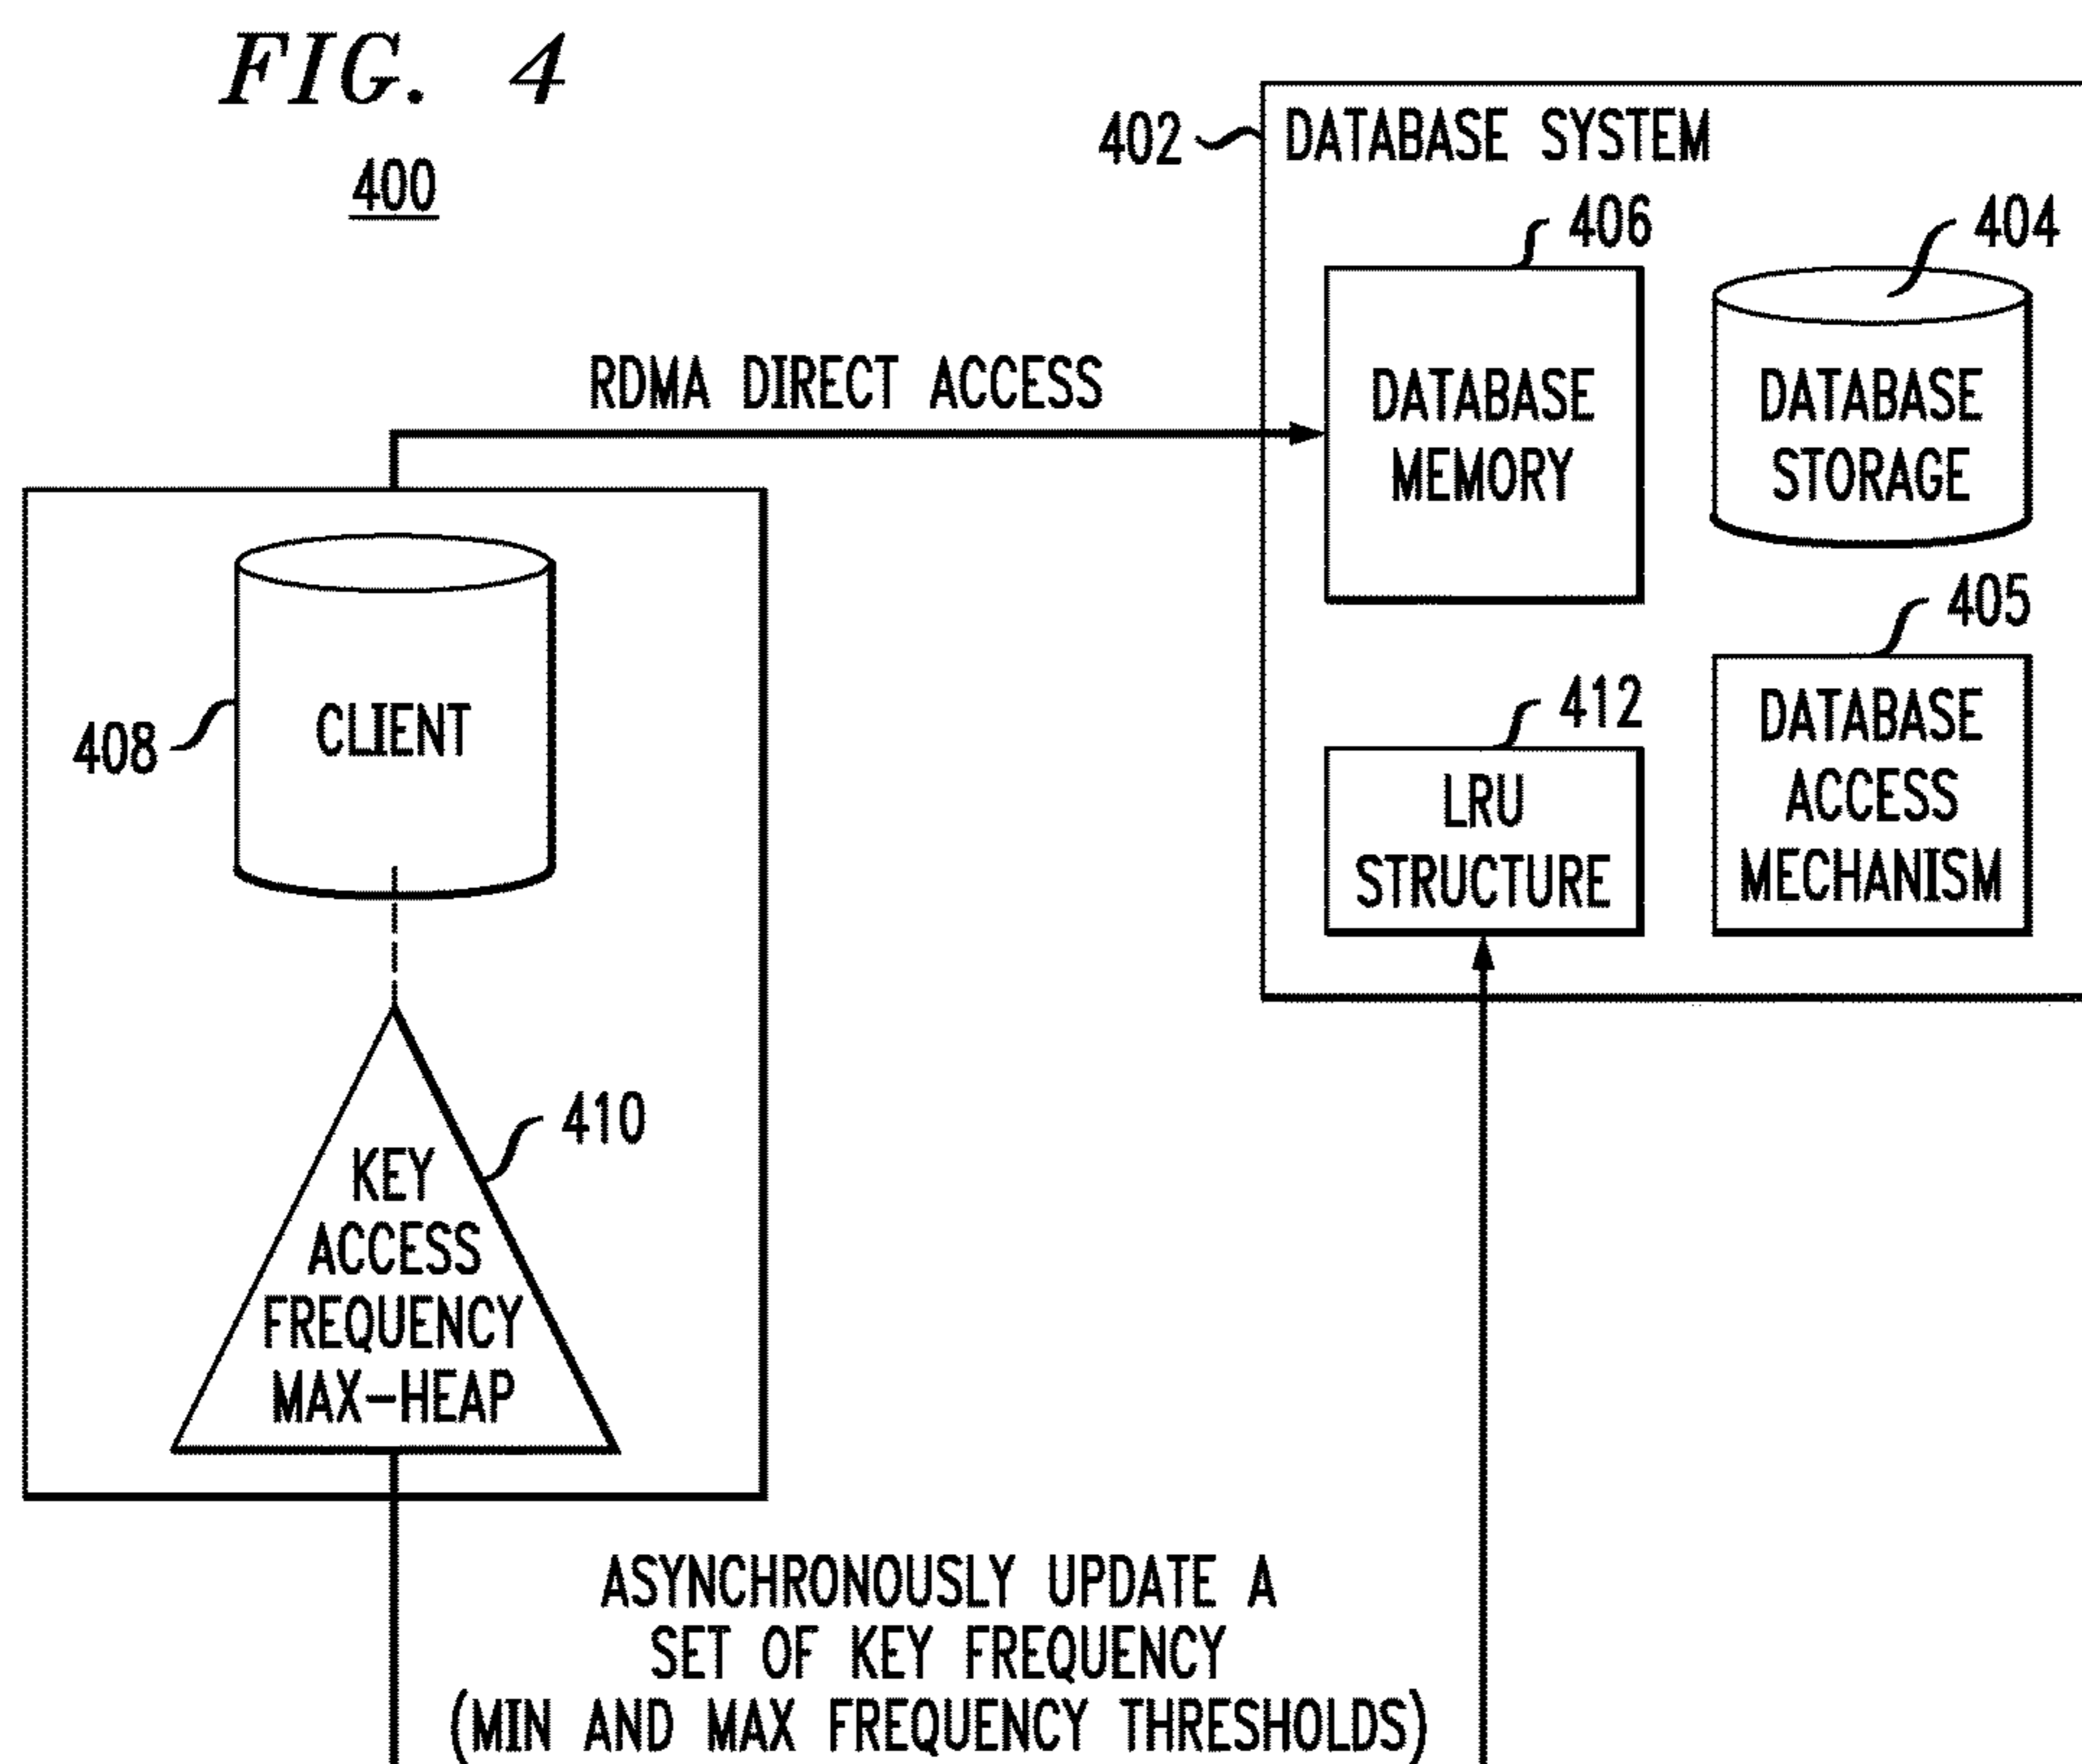 FIG. 4
400
402
DATABASE SYSTEM
406
404
RDMA DIRECT ACCESS
DATABASE
MEMORY
DATABASE
STORAGE
405
408
CLIENT
412
LRU
STRUCTURE
DATABASE
ACCESS
MECHANISM
410
KEY
ACCESS
FREQUENCY
MAX-HEAP
ASYNCHRONOUSLY UPDATE A
SET OF KEY FREQUENCY
(MIN AND MAX FREQUENCY THRESHOLDS)